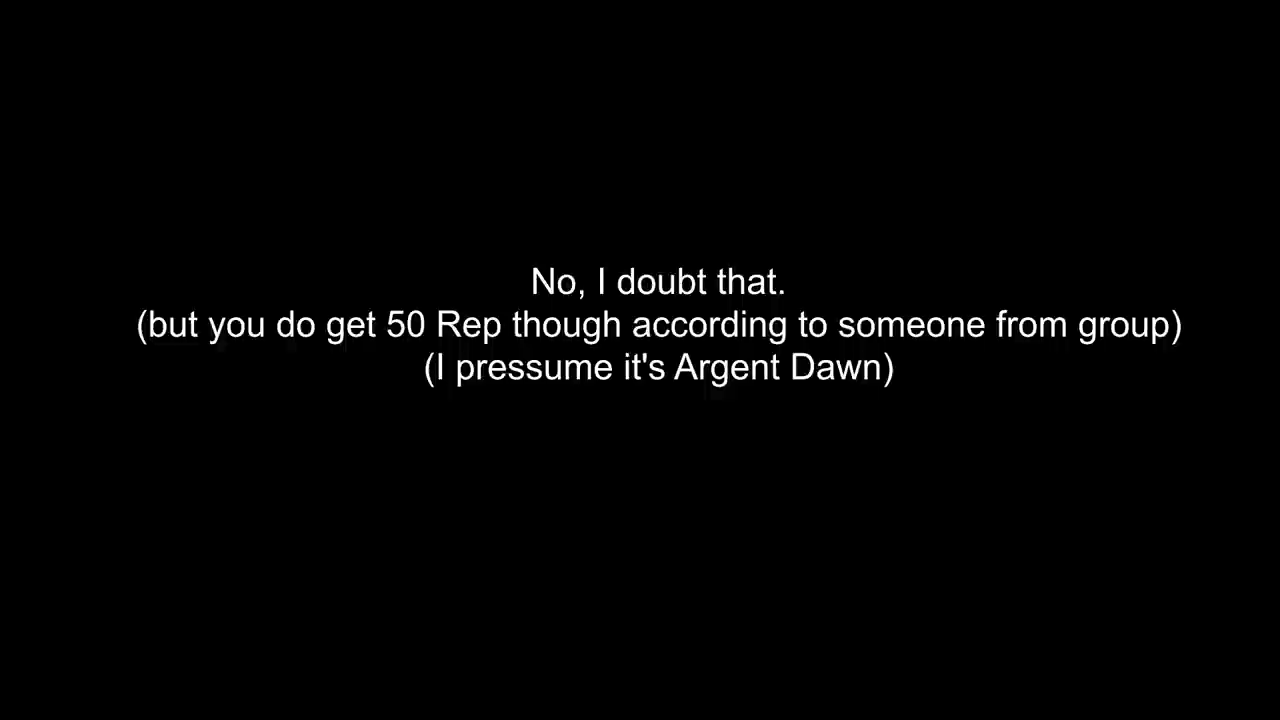 No, I doubt that.
(but you do get 50 Rep though according to someone from group)
(I pressume it's Argent Dawn)